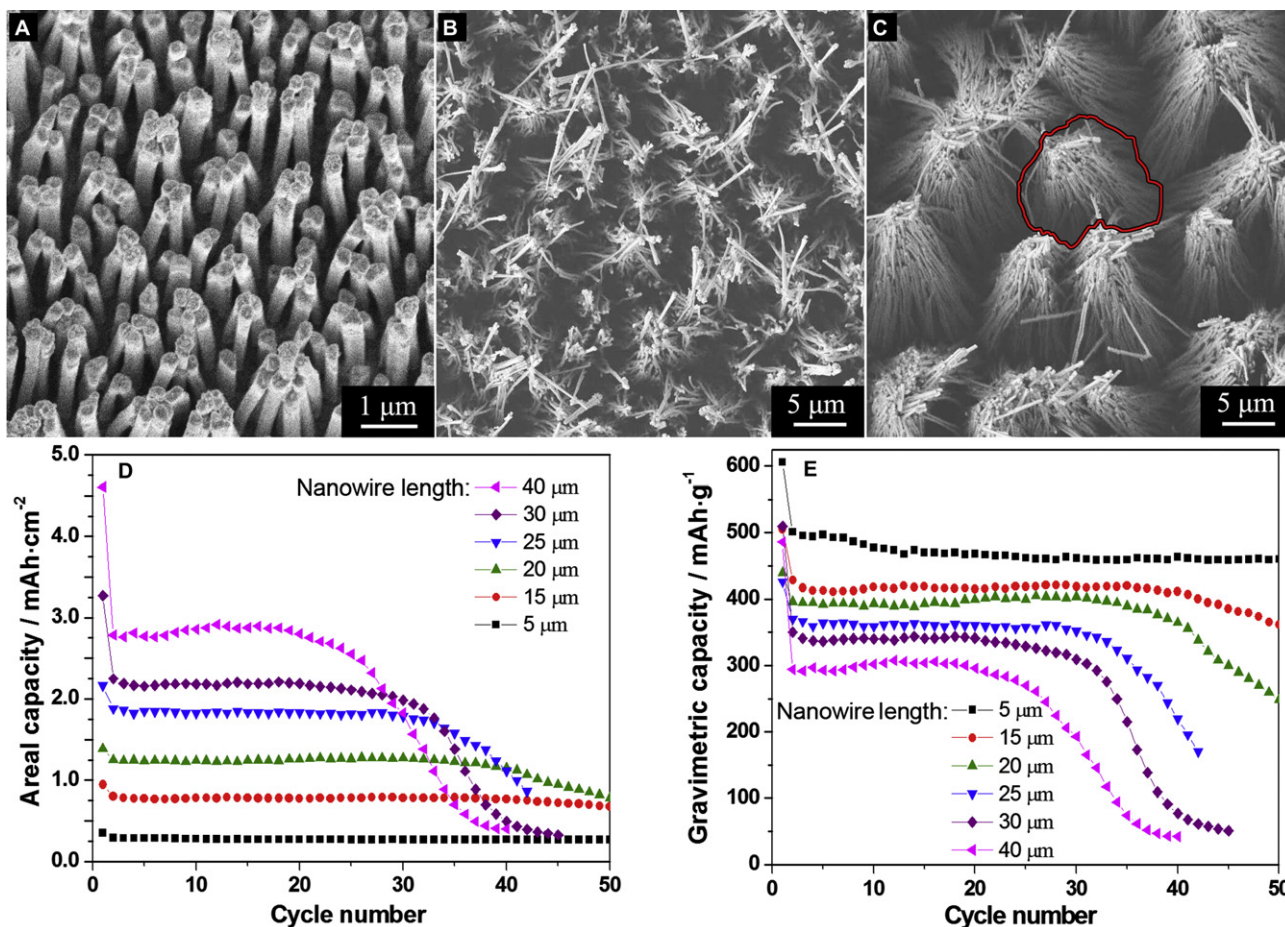 A
B
C
1 μm
5 μm
5 μm
D
Nanowire length:
40 μm
30 μm
25 μm
20 μm
15 μm
5 μm
Areal capacity / mAh·cm⁻²
5.0
4.0
3.0
2.0
1.0
0.0
0
10
20
30
40
50
Cycle number
E
Gravimetric capacity / mAh·g⁻¹
600
500
400
300
200
100
50
0
Nanowire length:
5 μm
15 μm
20 μm
25 μm
30 μm
40 μm
0
10
20
30
40
50
Cycle number